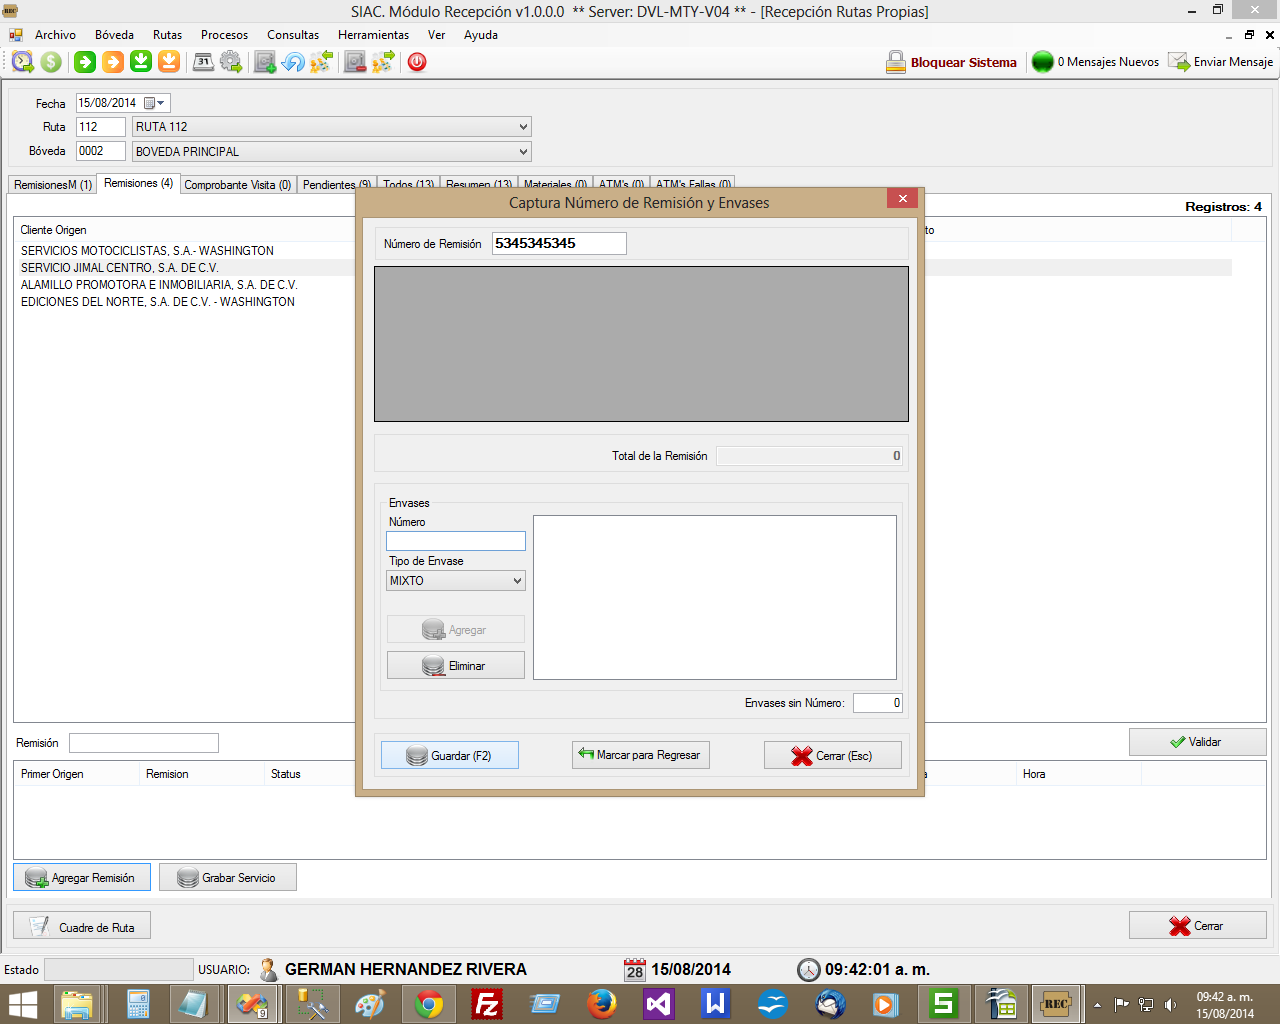 REC
SIAC. Módulo Recepción v1.0.0.0  ** Server: DVL-MTY-V04 ** - [Recepción Rutas Propias]
Archivo Bóveda Rutas Procesos Consultas Herramientas Ver Ayuda
31 Bloquear Sistema 0 Mensajes Nuevos Enviar Mensaje
Fecha 15/08/2014
Ruta 112 RUTA 112
Bóveda 0002 BOVEDA PRINCIPAL
RemisionesM (1) Remisiones (4) Comprobante Visita (0) Pendientes (9) Todos (13) Resumen (13) Materiales (0) ATM's (0) ATM's Fallas (0)
Registros: 4
Cliente Origen
to
SERVICIOS MOTOCICLISTAS, S.A.- WASHINGTON
SERVICIO JIMAL CENTRO, S.A. DE C.V.
ALAMILLO PROMOTORA E INMOBILIARIA, S.A. DE C.V.
EDICIONES DEL NORTE, S.A. DE C.V. - WASHINGTON
Captura Número de Remisión y Envases
Número de Remisión 5345345345
Total de la Remisión 0
Envases
Número
Tipo de Envase
MIXTO
Agregar
Eliminar
Envases sin Número: 0
Guardar (F2) Marcar para Regresar Cerrar (Esc)
Remisión Validar
Primer Origen Remision Status Hora
Agregar Remisión Grabar Servicio
Cuadre de Ruta Cerrar
Estado USUARIO: GERMAN HERNANDEZ RIVERA 28 15/08/2014 09:42:01 a. m.
9 REC
09:42 a. m.
15/08/2014